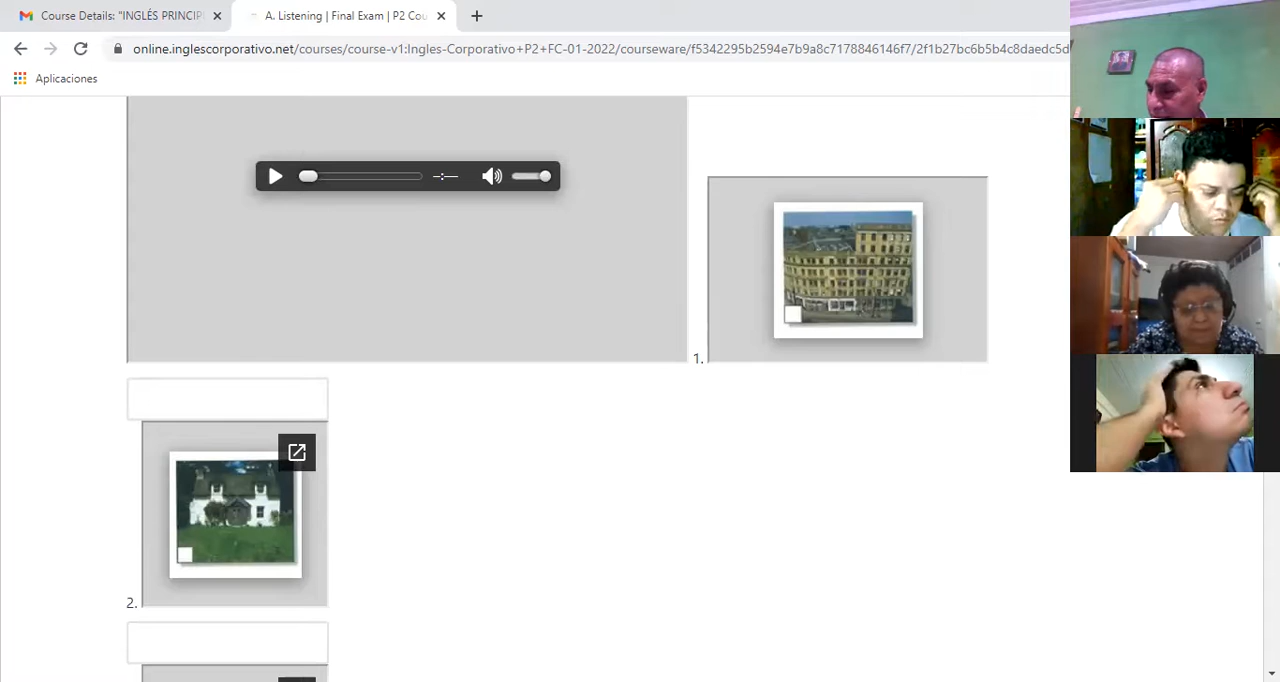 Course Details: "INGLÉS PRINCIP
A. Listening | Final Exam | P2 Cou
online.inglescorporativo.net/courses/course-v1:Ingles-Corporativo+P2+FC-01-2022/courseware/f5342295b2594e7b9a8c7178846146f7/2f1b27bc6b5b4c8daedc5d
Aplicaciones
-:--
1.
2.